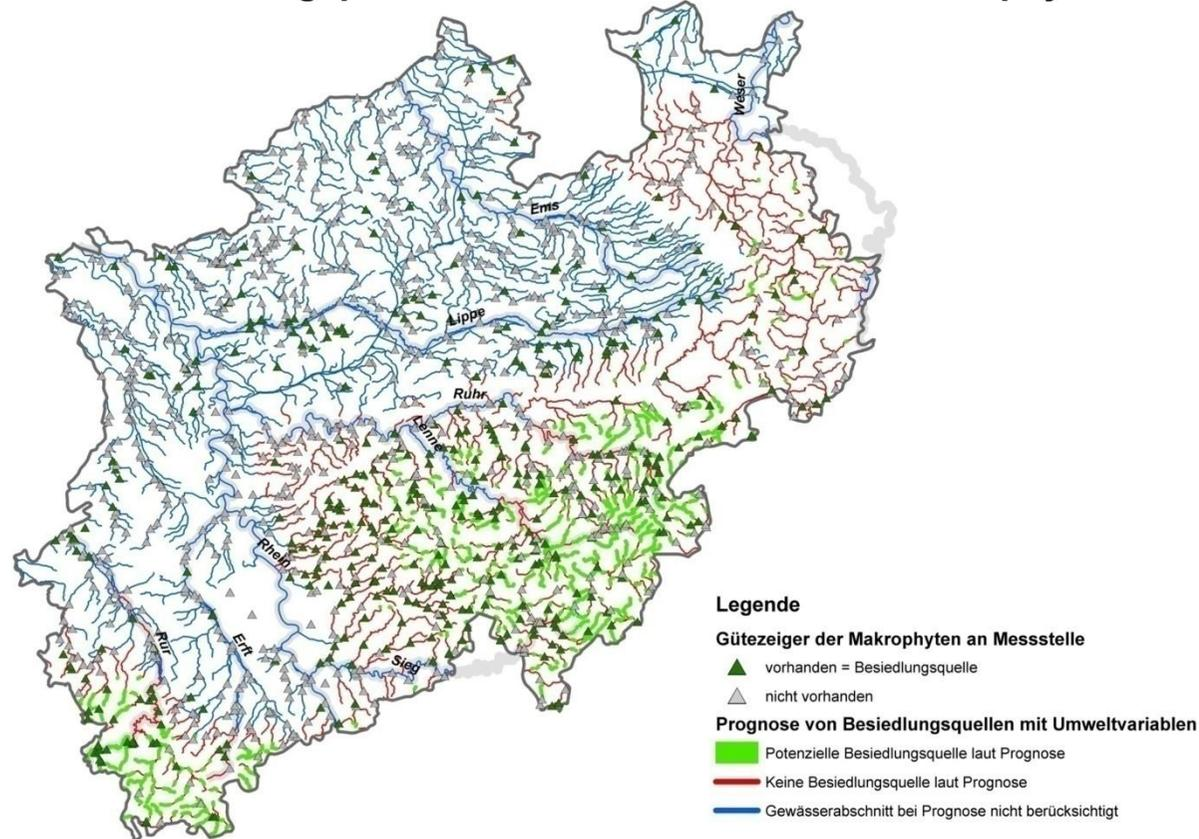 Weser
Ems
Lippe
Ruhr
Lenne
Rhein
Rur
Erft
Sieg
Legende
Gütezeiger der Makrophyten an Messstelle
vorhanden = Besiedlungsquelle
nicht vorhanden
Prognose von Besiedlungsquellen mit Umweltvariablen
Potenzielle Besiedlungsquelle laut Prognose
Keine Besiedlungsquelle laut Prognose
Gewässerabschnitt bei Prognose nicht berücksichtigt